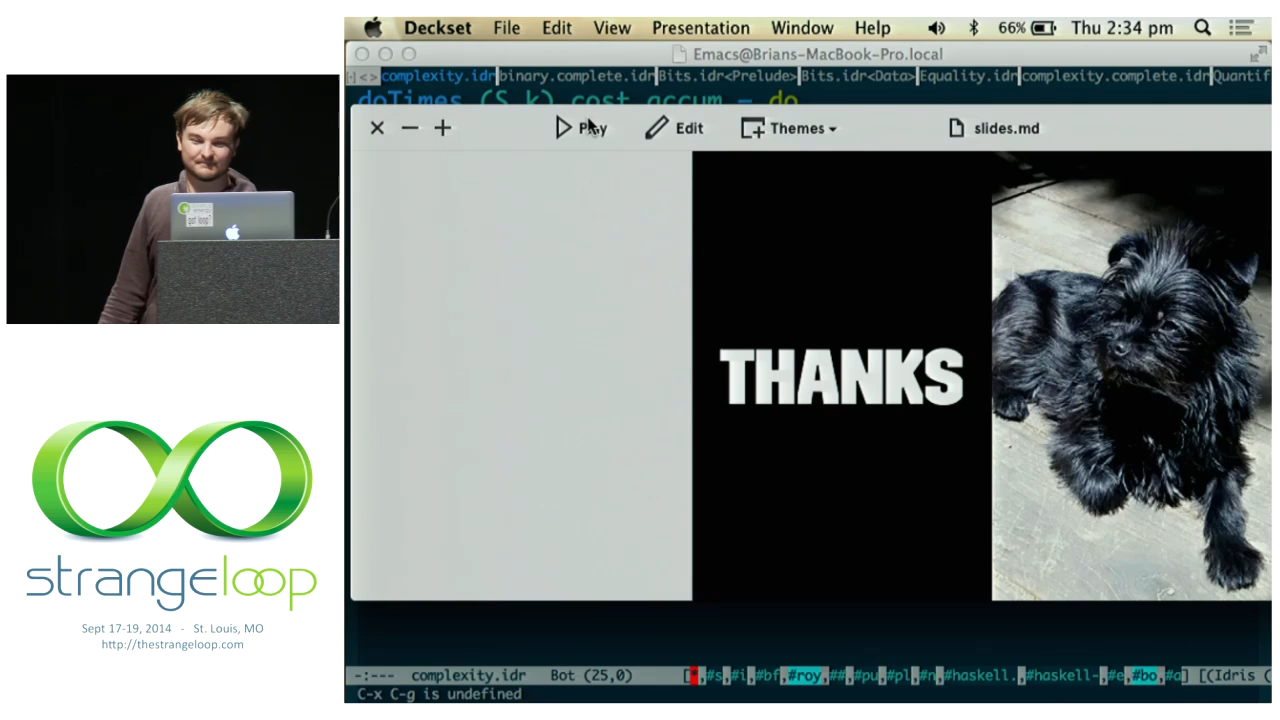 Deckset File Edit View Presentation Window Help 66% Thu 2:34 pm
Emacs@Brians-MacBook-Pro.local
[-]<> complexity.idr binary.complete.idr Bits.idr<Prelude> Bits.idr<Data> Equality.idr complexity.complete.idr Quantif
doTimes (S k) cost accum = do
Play Edit Themes slides.md
strange
got loop?
THANKS
strangeloop
Sept 17-19, 2014 - St. Louis, MO
http://thestrangeloop.com
-:--- complexity.idr Bot (25,0) [*,#s,#i,#bf,#roy,##,#pu,#pl,#n,#haskell.,#haskell-,#e,#bo,#a] [(Idris (
C-x C-g is undefined